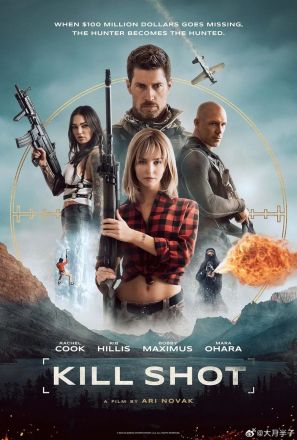 WHEN $100 MILLION DOLLARS GOES MISSING,
THE HUNTER BECOMES THE HUNTED.
RACHEL COOK
RIB HILLIS
BOBBY MAXIMUS
MARA OHARA
KILL SHOT
A FILM BY ARI NOVAK
@大月半子